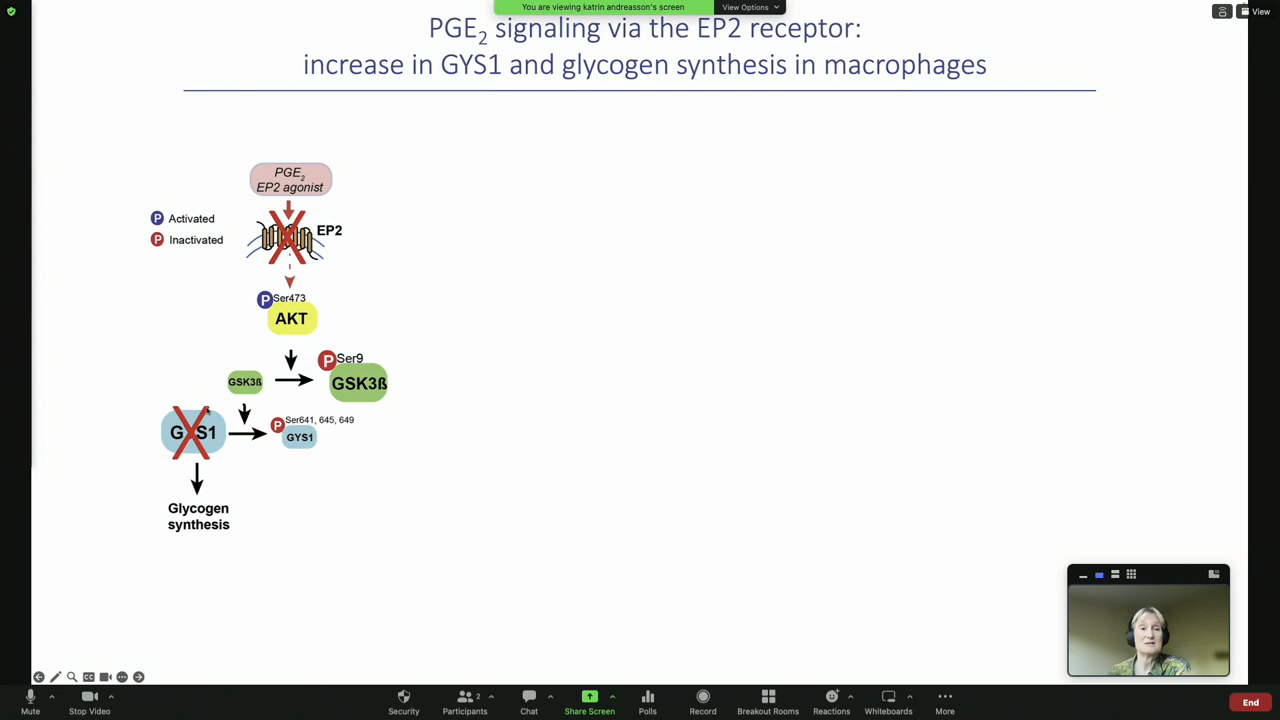 You are viewing katrin andreasson's screen
View Options
View
PGE2 signaling via the EP2 receptor:
increase in GYS1 and glycogen synthesis in macrophages
PGE2
EP2 agonist
P Activated
P Inactivated
EP2
P Ser473
AKT
P Ser9
GSK3ß
GSK3ß
GYS1
P Ser641, 645, 649
GYS1
Glycogen
synthesis
Mute
Stop Video
Security
Participants 2
Chat
Share Screen
Polls
Record
Breakout Rooms
Reactions
Whiteboards
More
End